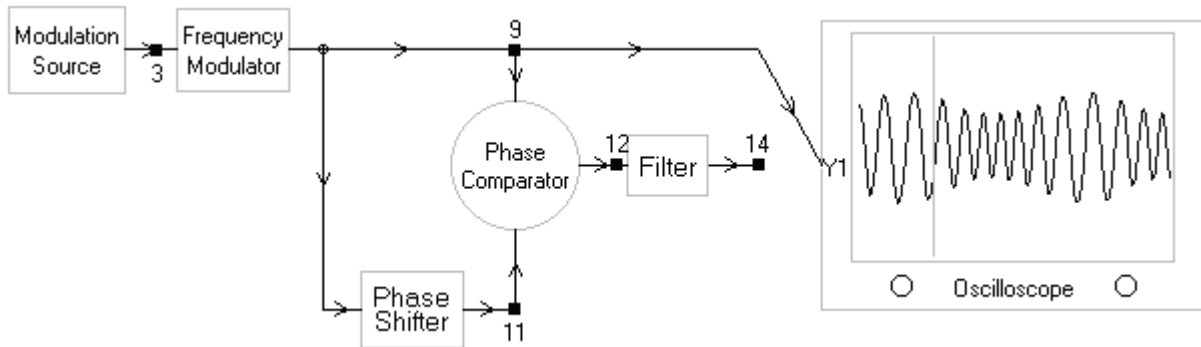 Modulation
Source
3
Frequency
Modulator
9
Phase
Comparator
12
Filter
14
Y1
Phase
Shifter
11
Oscilloscope